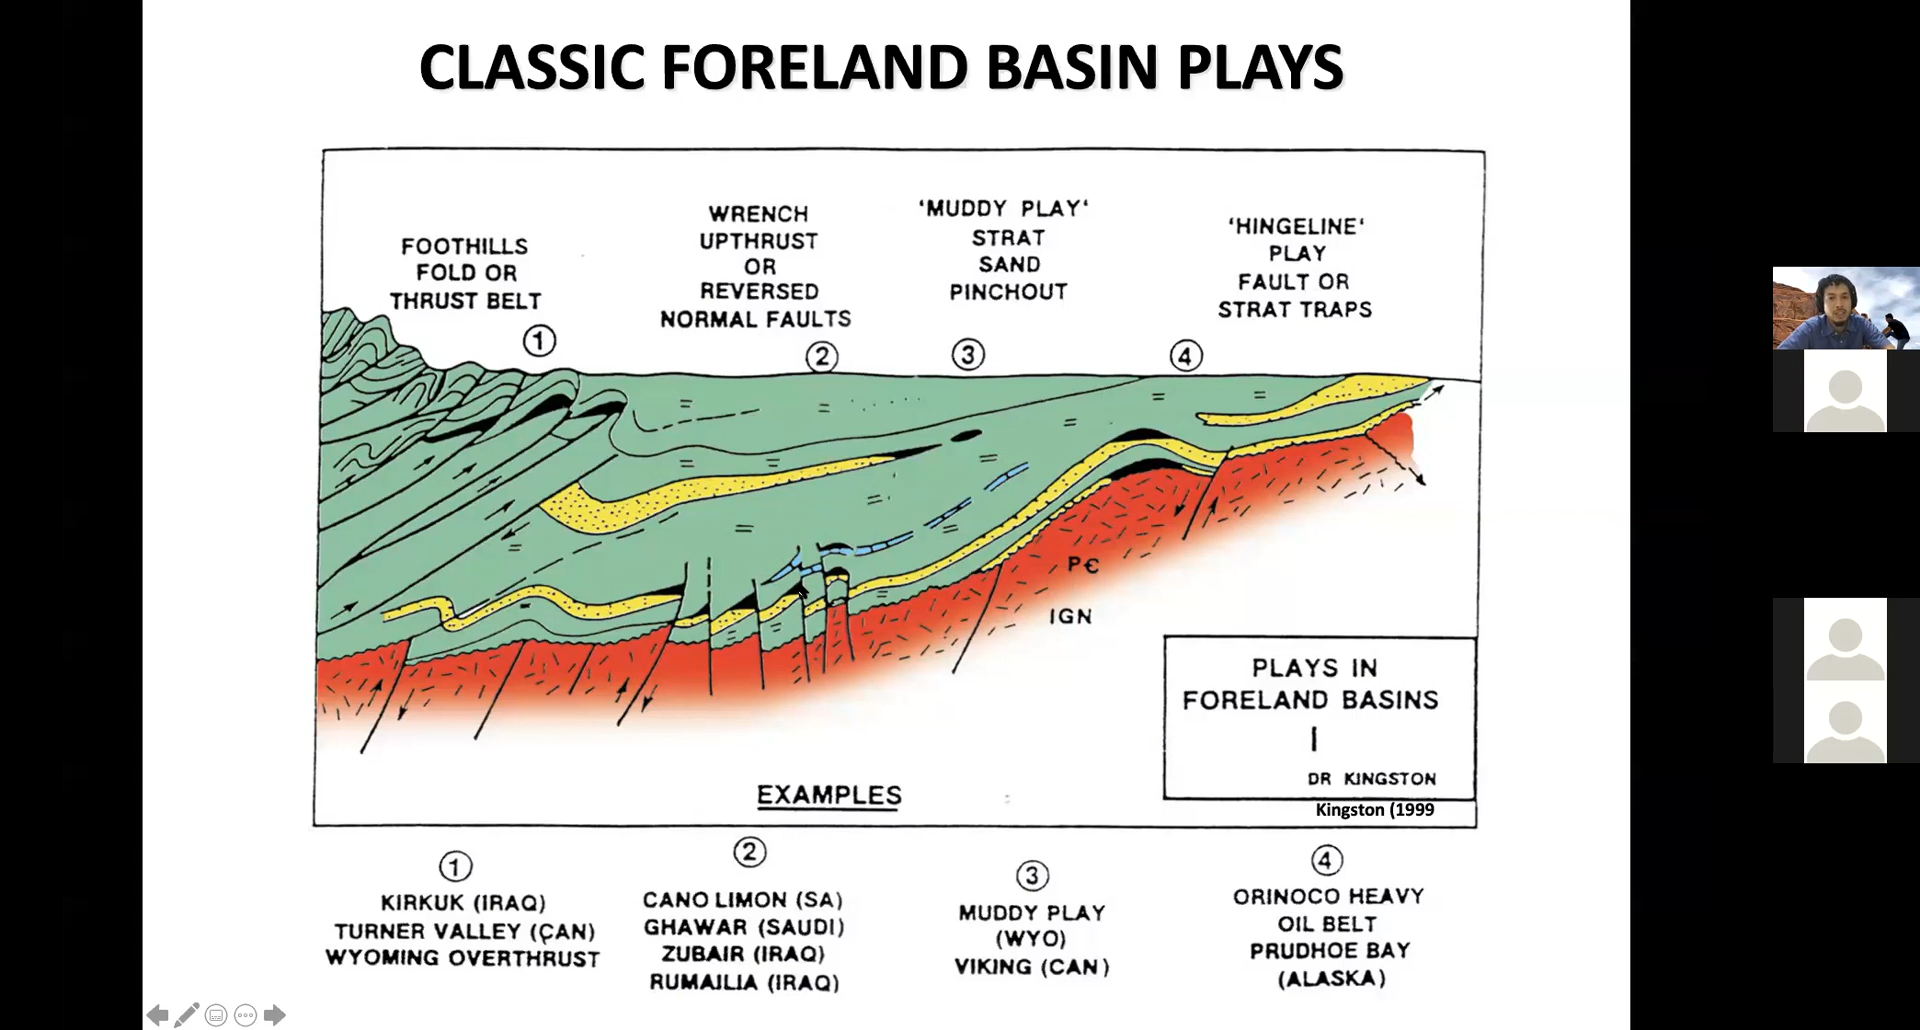 CLASSIC FORELAND BASIN PLAYS
FOOTHILLS
FOLD OR
THRUST BELT
1
WRENCH
UPTHRUST
OR
REVERSED
NORMAL FAULTS
2
‘MUDDY PLAY‘
STRAT
SAND
PINCHOUT
3
‘HINGELINE‘
PLAY
FAULT OR
STRAT TRAPS
4
P€
IGN
PLAYS IN
FORELAND BASINS
I
DR KINGSTON
Kingston (1999
EXAMPLES
1
KIRKUK (IRAQ)
TURNER VALLEY (CAN)
WYOMING OVERTHRUST
2
CANO LIMON (SA)
GHAWAR (SAUDI)
ZUBAIR (IRAQ)
RUMAILIA (IRAQ)
3
MUDDY PLAY
(WYO)
VIKING (CAN)
4
ORINOCO HEAVY
OIL BELT
PRUDHOE BAY
(ALASKA)